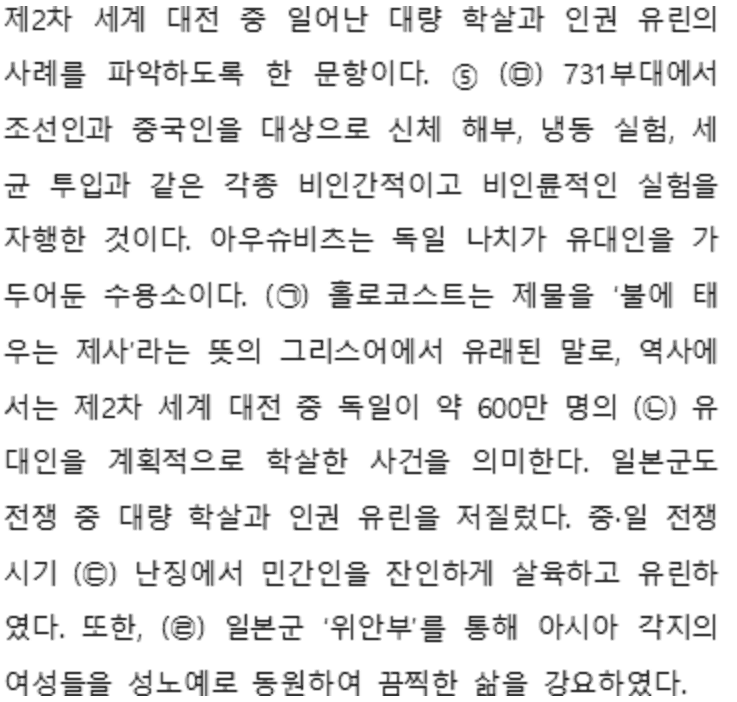 제2차 세계 대전 중 일어난 대량 학살과 인권 유린의
사례를 파악하도록 한 문항이다. ⑤ (㉤) 731부대에서
조선인과 중국인을 대상으로 신체 해부, 냉동 실험, 세
균 투입과 같은 각종 비인간적이고 비인륜적인 실험을
자행한 것이다. 아우슈비츠는 독일 나치가 유대인을 가
두어둔 수용소이다. (㉠) 홀로코스트는 제물을 ‘불에 태
우는 제사’라는 뜻의 그리스어에서 유래된 말로, 역사에
서는 제2차 세계 대전 중 독일이 약 600만 명의 (㉡) 유
대인을 계획적으로 학살한 사건을 의미한다. 일본군도
전쟁 중 대량 학살과 인권 유린을 저질렀다. 중·일 전쟁
시기 (㉢) 난징에서 민간인을 잔인하게 살육하고 유린하
였다. 또한, (㉣) 일본군 ‘위안부’를 통해 아시아 각지의
여성들을 성노예로 동원하여 끔찍한 삶을 강요하였다.